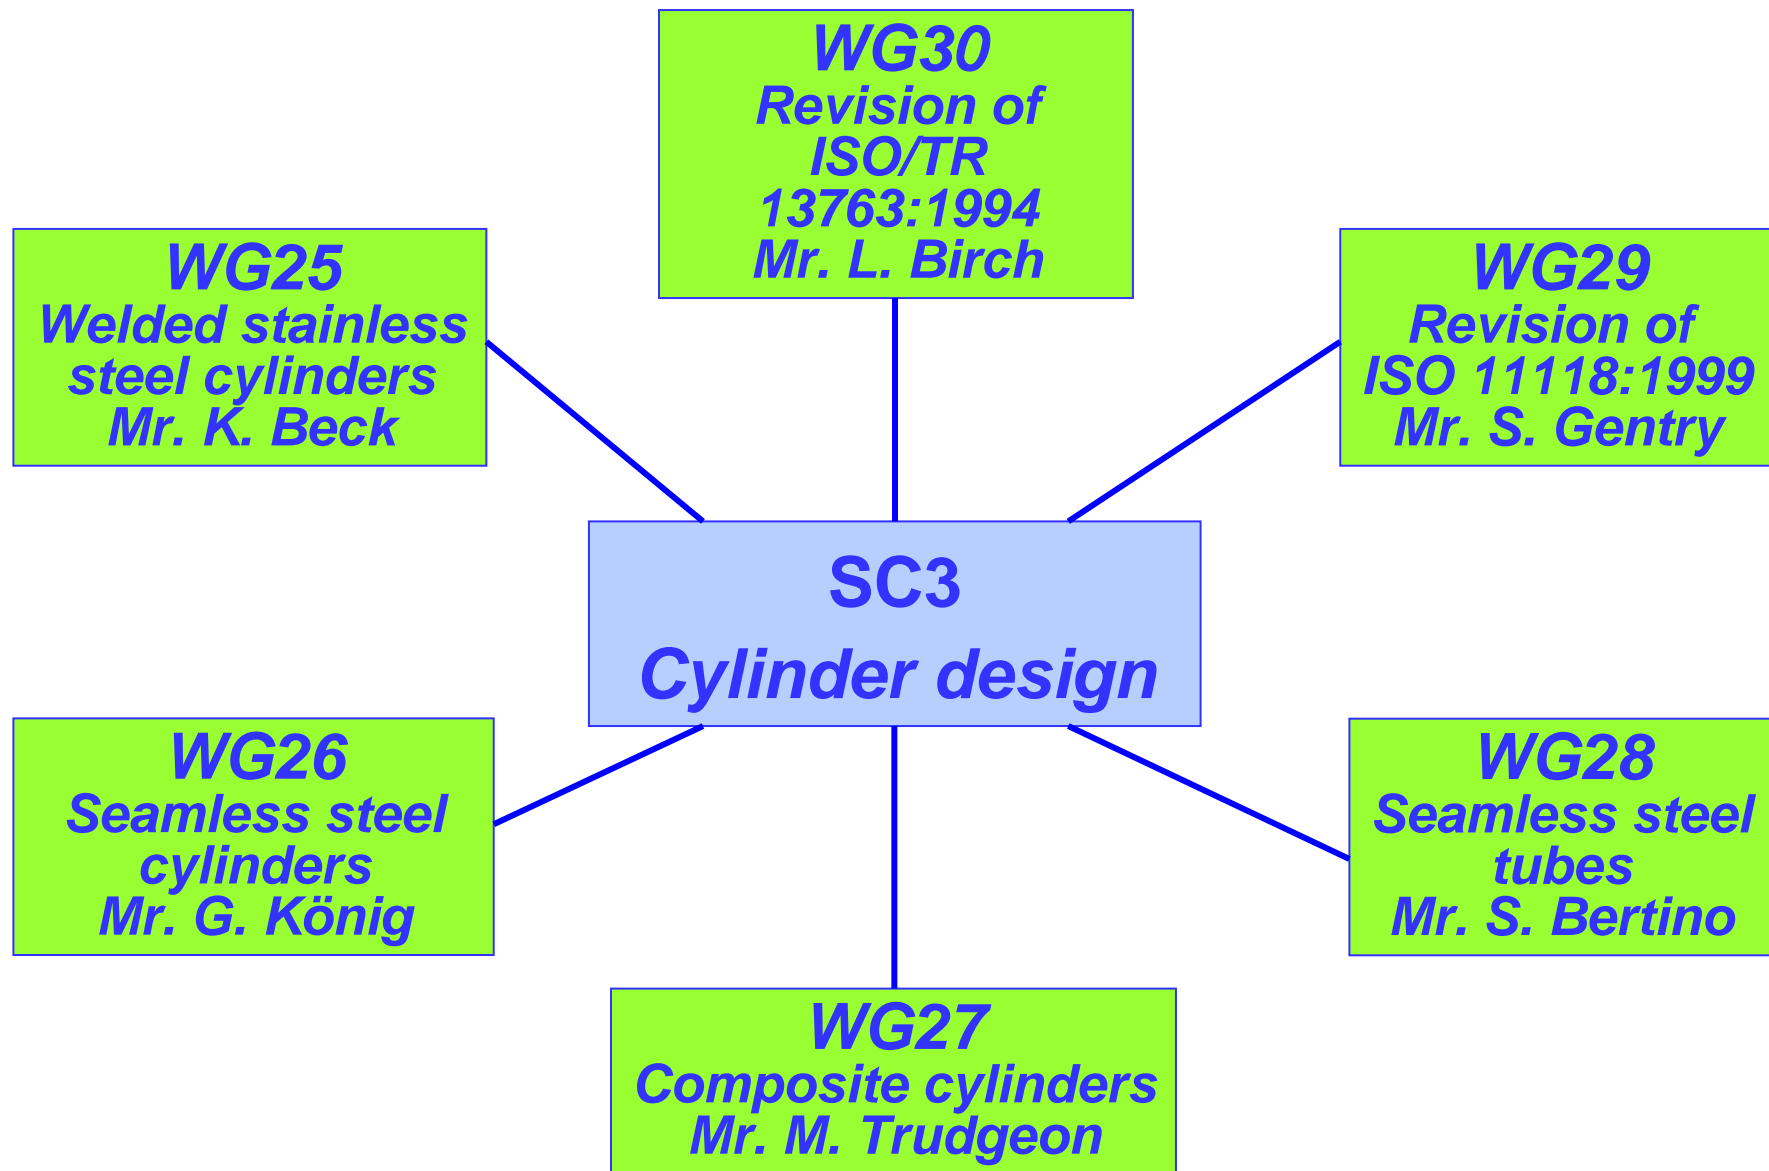 WG30
Revision of
ISO/TR
13763:1994
Mr. L. Birch
WG25
Welded stainless
steel cylinders
Mr. K. Beck
WG29
Revision of
ISO 11118:1999
Mr. S. Gentry
SC3
Cylinder design
WG26
Seamless steel
cylinders
Mr. G. König
WG28
Seamless steel
tubes
Mr. S. Bertino
WG27
Composite cylinders
Mr. M. Trudgeon